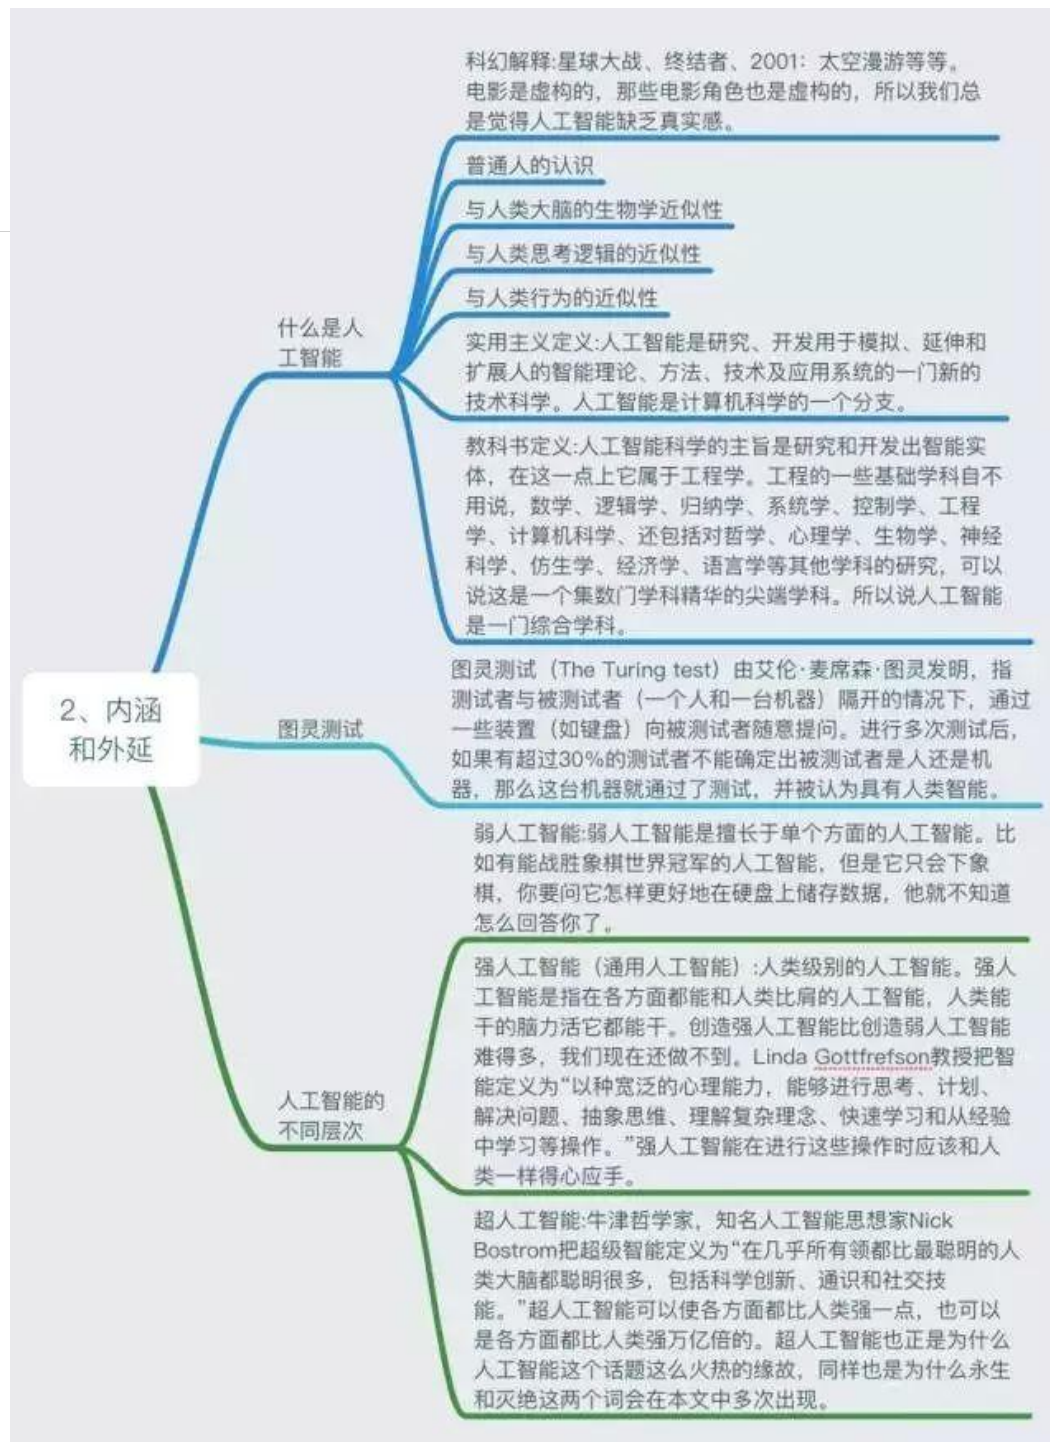 科幻解释:星球大战、终结者、2001：太空漫游等等。
电影是虚构的，那些电影角色也是虚构的，所以我们总
是觉得人工智能缺乏真实感。
普通人的认识
与人类大脑的生物学近似性
与人类思考逻辑的近似性
与人类行为的近似性
什么是人
工智能
实用主义定义:人工智能是研究、开发用于模拟、延伸和
扩展人的智能理论、方法、技术及应用系统的一门新的
技术科学。人工智能是计算机科学的一个分支。
教科书定义:人工智能科学的主旨是研究和开发出智能实
体，在这一点上它属于工程学。工程的一些基础学科自不
用说，数学、逻辑学、归纳学、系统学、控制学、工程
学、计算机科学、还包括对哲学、心理学、生物学、神经
科学、仿生学、经济学、语言学等其他学科的研究，可以
说这是一个集数门学科精华的尖端学科。所以说人工智能
是一门综合学科。
2、内涵
和外延
图灵测试
图灵测试（The Turing test）由艾伦·麦席森·图灵发明，指
测试者与被测试者（一个人和一台机器）隔开的情况下，通过
一些装置（如键盘）向被测试者随意提问。进行多次测试后，
如果有超过30%的测试者不能确定出被测试者是人还是机
器，那么这台机器就通过了测试，并被认为具有人类智能。
人工智能的
不同层次
弱人工智能:弱人工智能是擅长于单个方面的人工智能。比
如有能战胜象棋世界冠军的人工智能，但是它只会下象
棋，你要问它怎样更好地在硬盘上储存数据，他就不知道
怎么回答你了。
强人工智能（通用人工智能）:人类级别的人工智能。强人
工智能是指在各方面都能和人类比肩的人工智能，人类能
干的脑力活它都能干。创造强人工智能比创造弱人工智能
难得多，我们现在还做不到。Linda Gottfrefson教授把智
能定义为“以种宽泛的心理能力，能够进行思考、计划、
解决问题、抽象思维、理解复杂理念、快速学习和从经验
中学习等操作。”强人工智能在进行这些操作时应该和人
类一样得心应手。
超人工智能:牛津哲学家，知名人工智能思想家Nick
Bostrom把超级智能定义为“在几乎所有领都比最聪明的人
类大脑都聪明很多，包括科学创新、通识和社交技
能。”超人工智能可以使各方面都比人类强一点，也可以
是各方面都比人类强万亿倍的。超人工智能也正是为什么
人工智能这个话题这么火热的缘故，同样也是为什么永生
和灭绝这两个词会在本文中多次出现。